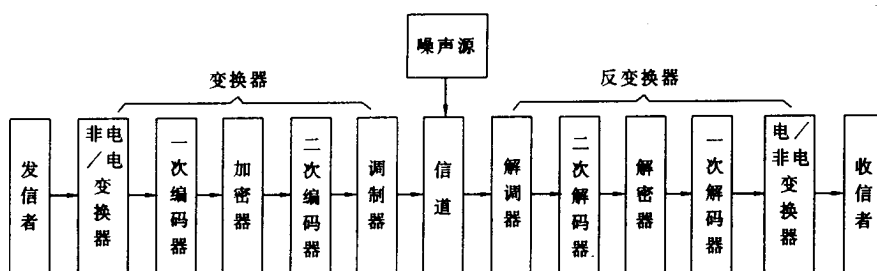 噪声源
变换器
反变换器
发信者
非电/电变换器
一次编码器
加密器
二次编码器
调制器
信道
解调器
二次解码器
解密器
一次解码器
电/非电变换器
收信者